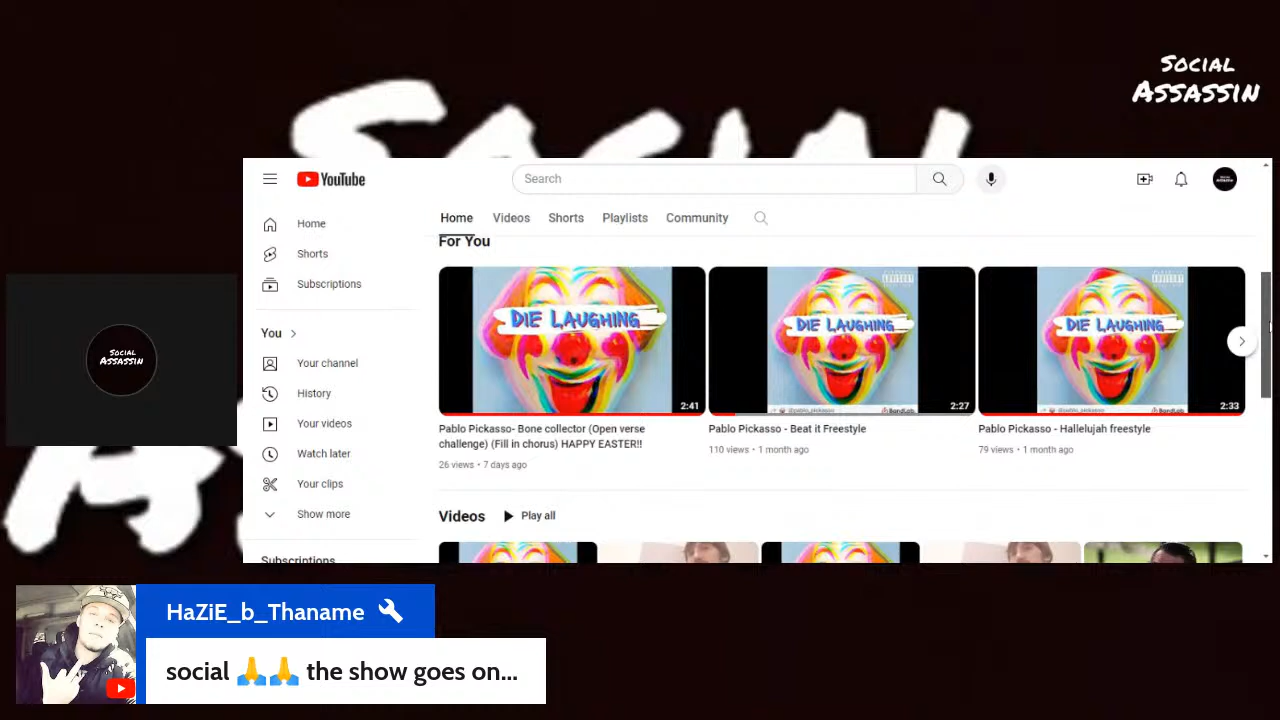 SOCIAL
SOCIAL
ASSASSIN
YouTube
Search
Home
Videos
Shorts
Playlists
Community
Home
Shorts
Subscriptions
You
Your channel
History
Your videos
Watch later
Your clips
Show more
Subscriptions
For You
DIE LAUGHING
2:41
DIE LAUGHING
2:27
DIE LAUGHING
2:33
Pablo Pickasso- Bone collector (Open verse
challenge) (Fill in chorus) HAPPY EASTER!!
26 views • 7 days ago
Pablo Pickasso - Beat it Freestyle
110 views • 1 month ago
Pablo Pickasso - Hallelujah freestyle
79 views • 1 month ago
Videos
Play all
SOCIAL
ASSASSIN
HaZiE_b_Thaname
social 🙏🙏 the show goes on...